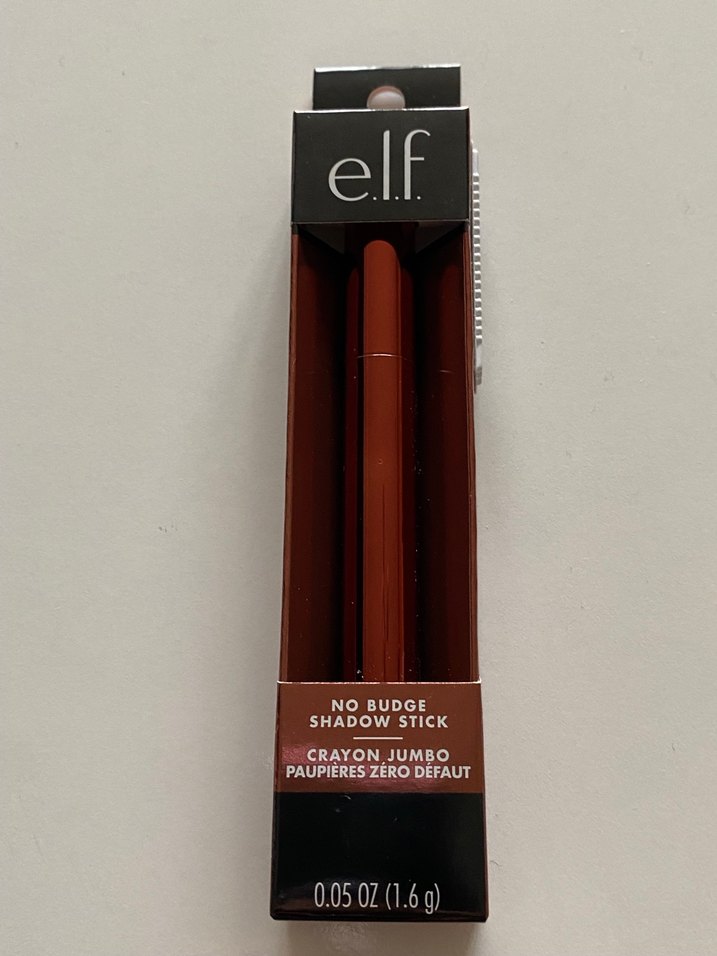 e.l.f.
NO BUDGE
SHADOW STICK
CRAYON JUMBO
PAUPIÈRES ZÉRO DÉFAUT
0.05 OZ (1.6 g)